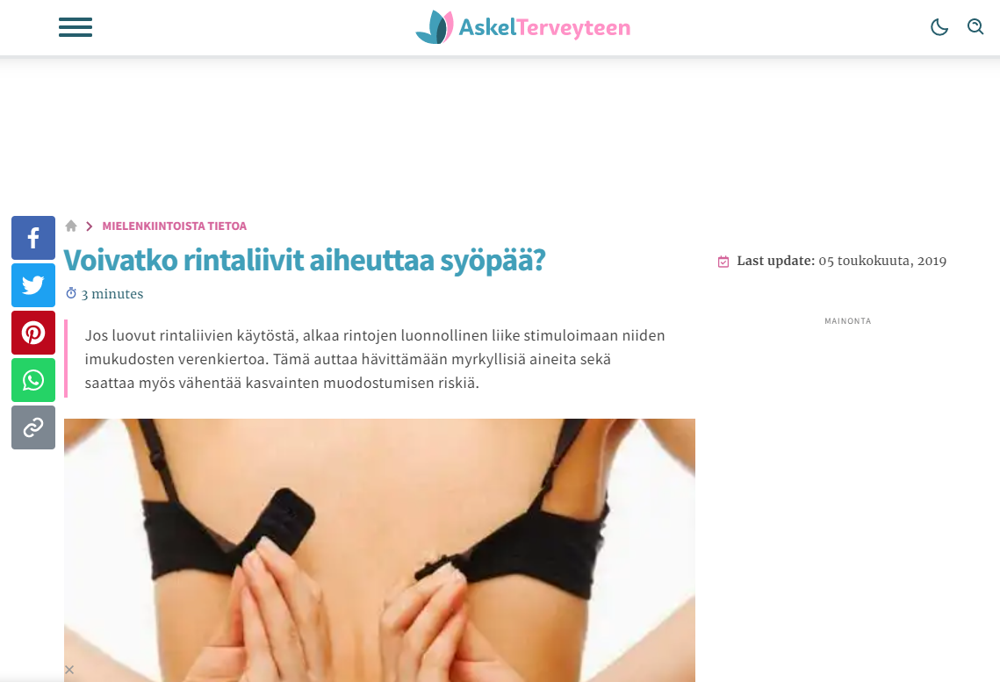 AskelTerveyteen
MIELENKIINTOISTA TIETOA
Voivatko rintaliivit aiheuttaa syöpää?
3 minutes
Last update: 05 toukokuuta, 2019
MAINONTA
Jos luovut rintaliivien käytöstä, alkaa rintojen luonnollinen liike stimuloimaan niiden
imukudosten verenkiertoa. Tämä auttaa hävittämään myrkyllisiä aineita sekä
saattaa myös vähentää kasvainten muodostumisen riskiä.